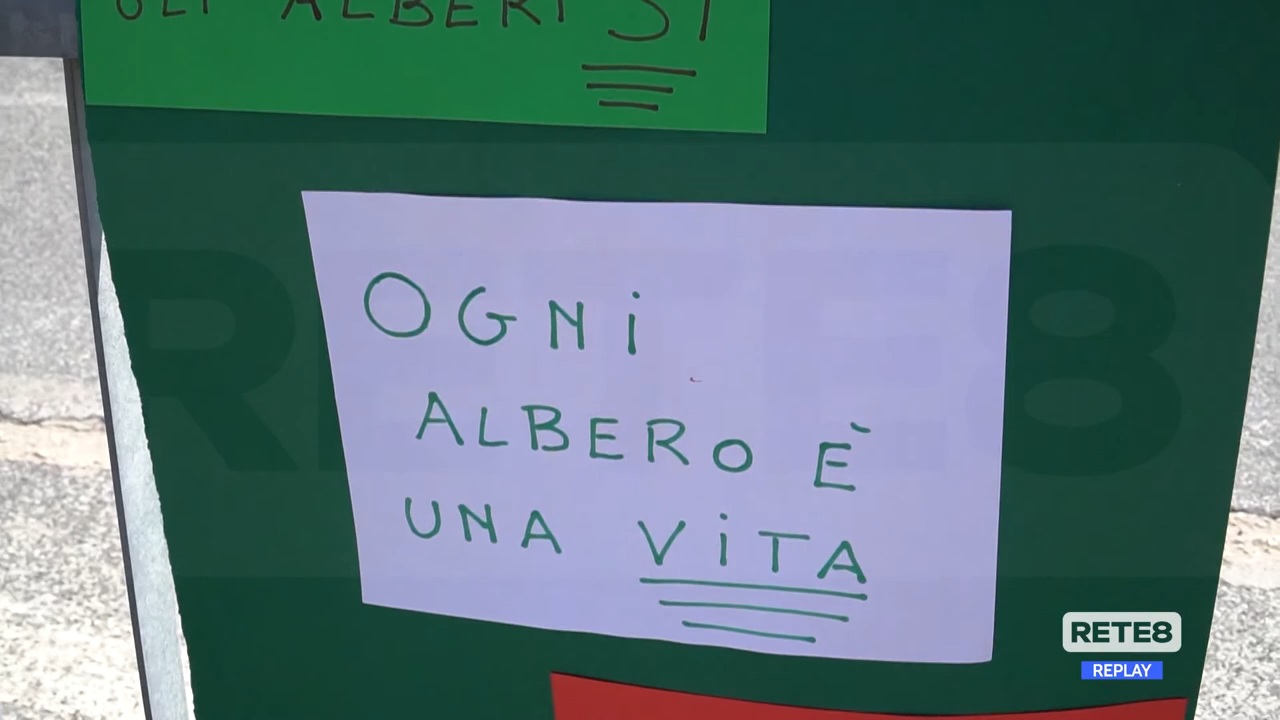 GLI ALBERI SI
OGNi
ALBERO È
UNA ViTA
RETE8
REPLAY